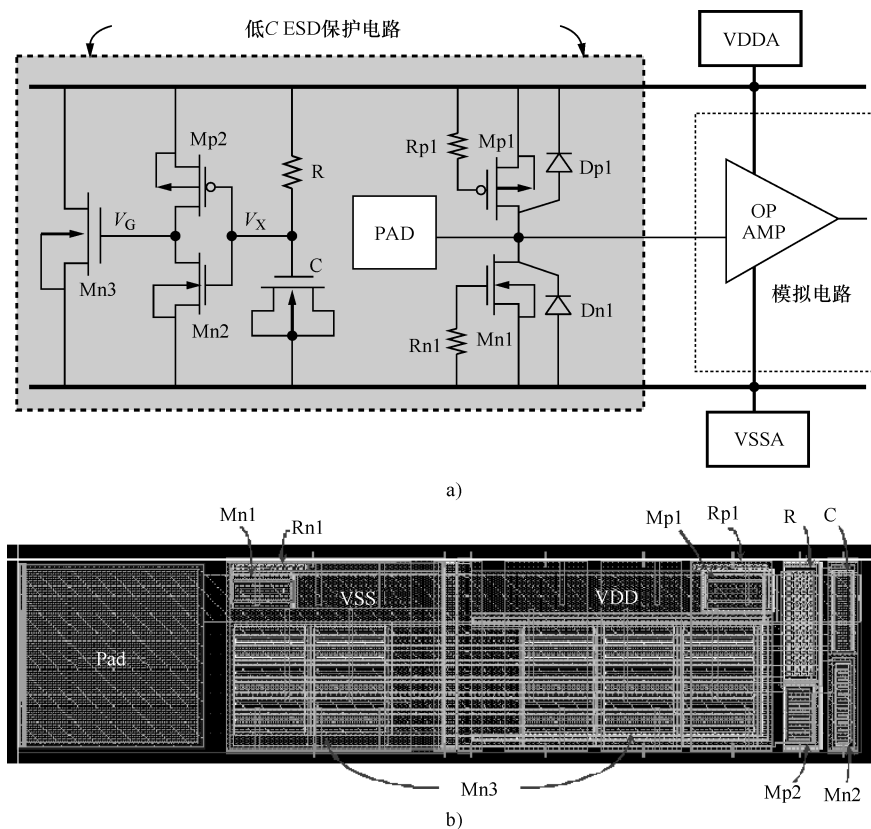 低C ESD保护电路
VDDA
Mp2
Rp1
Mp1
Dp1
R
VG
VX
PAD
OP
AMP
C
模拟电路
Mn3
Mn2
Rn1
Mn1
Dn1
VSSA
a)
Mn1
Rn1
Mp1
Rp1
R
C
VSS
VDD
Pad
Mn3
Mp2
Mn2
b)